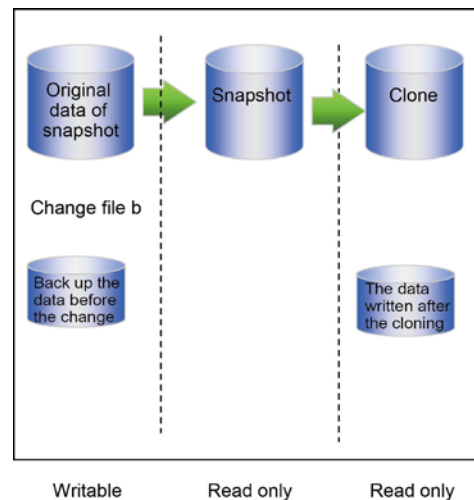 Original
data of
snapshot
Snapshot
Clone
Change file b
Back up the
data before
the change
The data
written after
the cloning
Writable
Read only
Read only